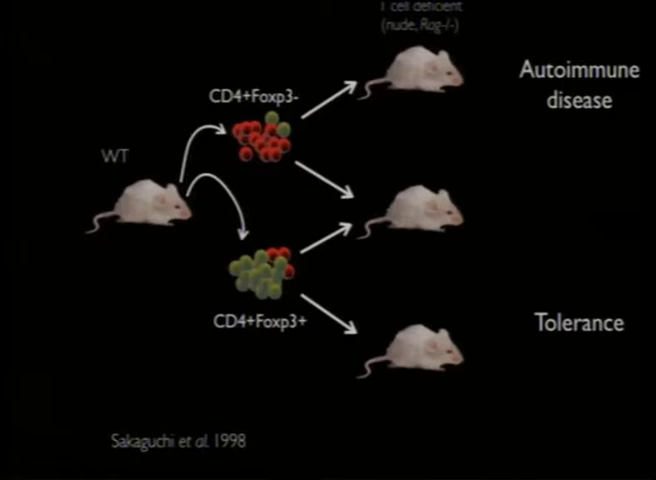 T cell deficient
(nude, Rag-/-)
CD4+Foxp3-
Autoimmune
disease
WT
CD4+Foxp3+
Tolerance
Sakaguchi et al. 1998